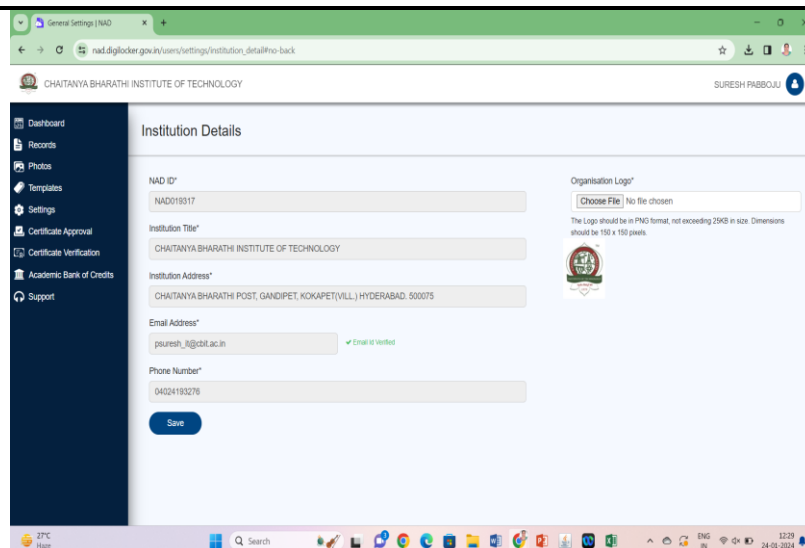 General Settings | NAD
nad.digilocker.gov.in/users/settings/institution_detail#no-back
CHAITANYA BHARATHI INSTITUTE OF TECHNOLOGY
SURESH PABBOJU
Dashboard
Records
Photos
Templates
Settings
Certificate Approval
Certificate Verification
Academic Bank of Credits
Support
Institution Details
NAD ID*
NAD019317
Institution Title*
CHAITANYA BHARATHI INSTITUTE OF TECHNOLOGY
Institution Address*
CHAITANYA BHARATHI POST, GANDIPET, KOKAPET(VILL.) HYDERABAD. 500075
Email Address*
psuresh_it@cbit.ac.in
Email Id Verified
Phone Number*
04024193276
Save
Organisation Logo*
Choose File No file chosen
The Logo should be in PNG format, not exceeding 25KB in size. Dimensions
should be 150 x 150 pixels.
27°C
Haze
Search
ENG
IN
12:29
24-01-2024